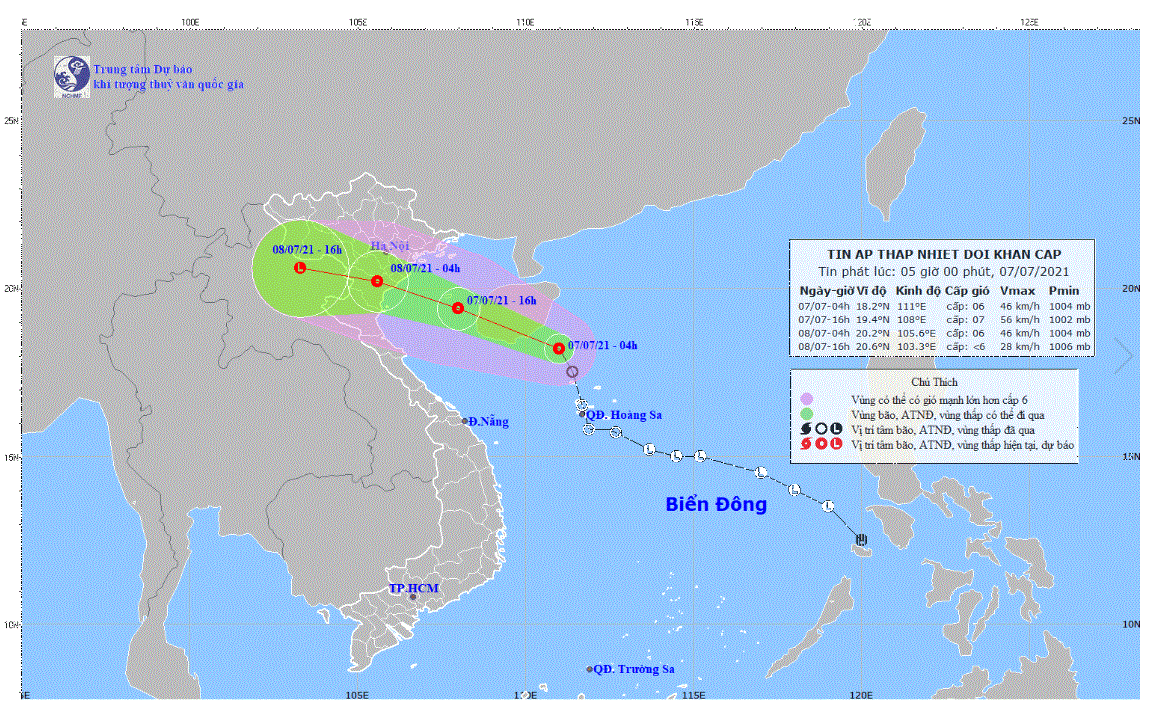 E 100E 105E 110E 115E 120E 123E
Trung tâm Dự báo
khí tượng thuỷ văn quốc gia
NCHMF
25N 25N
Hà Nội
08/07/21 - 16h
08/07/21 - 04h
07/07/21 - 16h
07/07/21 - 04h
20N 20N
TIN AP THAP NHIET DOI KHAN CAP
Tin phát lúc: 05 giờ 00 phút, 07/07/2021
Ngày-giờ Vĩ độ Kinh độ Cấp gió Vmax Pmin
07/07-04h 18.2°N 111°E cấp: 06 46 km/h 1004 mb
07/07-16h 19.4°N 108°E cấp: 07 56 km/h 1002 mb
08/07-04h 20.2°N 105.6°E cấp: 06 46 km/h 1004 mb
08/07-16h 20.6°N 103.3°E cấp: <6 28 km/h 1006 mb
Chú Thích
Vùng có thể có gió mạnh lớn hơn cấp 6
Vùng bão, ATNĐ, vùng thấp có thể đi qua
Vị trí tâm bão, ATNĐ, vùng thấp đã qua
Vị trí tâm bão, ATNĐ, vùng thấp hiện tại, dự báo
QĐ. Hoàng Sa
Đ.Nẵng
15N 15N
Biển Đông
TP.HCM
10N 10N
QĐ. Trường Sa
E 105E 110E 115E 120E